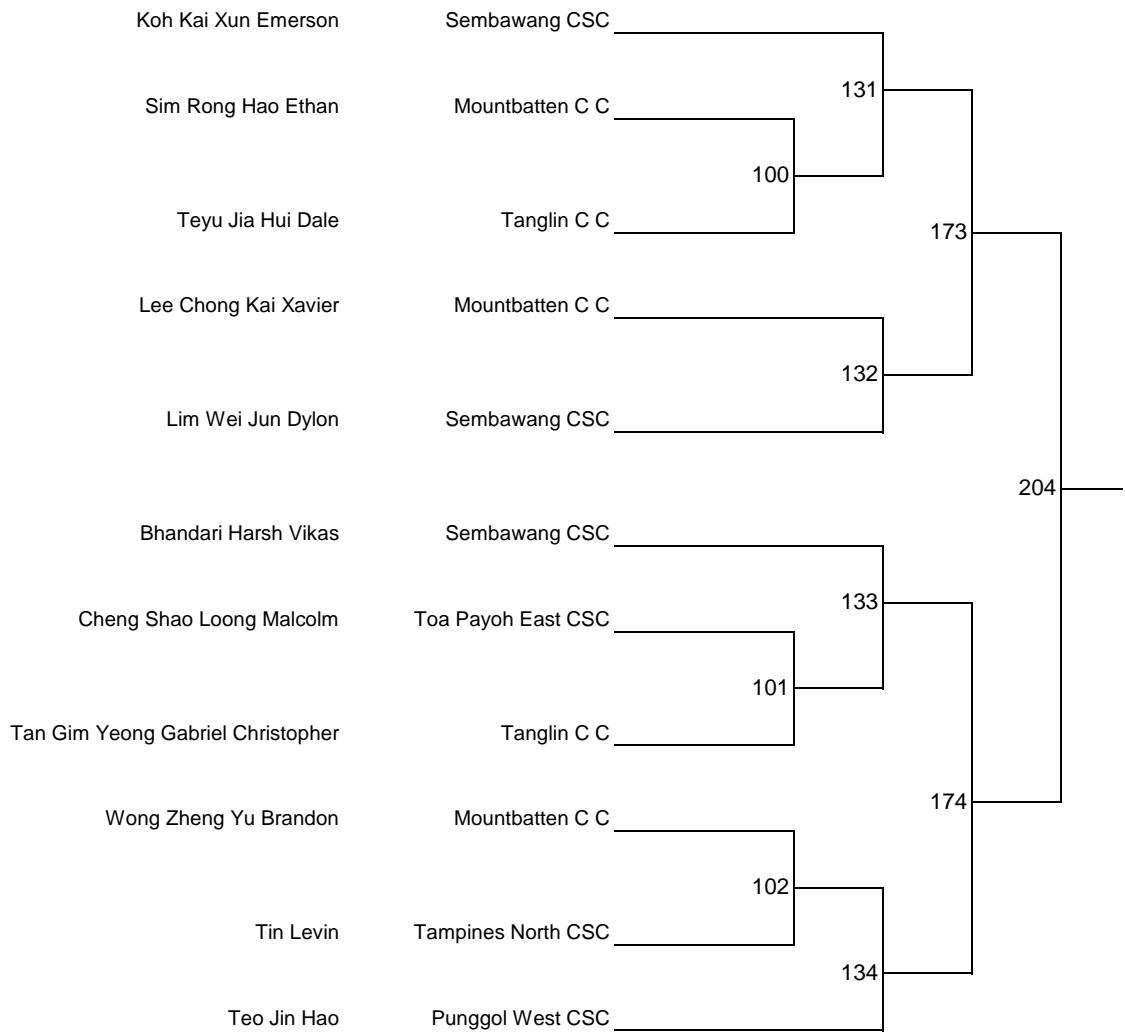 Koh Kai Xun Emerson Sembawang CSC
131
Sim Rong Hao Ethan Mountbatten C C
100
Teyu Jia Hui Dale Tanglin C C
173
Lee Chong Kai Xavier Mountbatten C C
132
Lim Wei Jun Dylon Sembawang CSC
204
Bhandari Harsh Vikas Sembawang CSC
133
Cheng Shao Loong Malcolm Toa Payoh East CSC
101
Tan Gim Yeong Gabriel Christopher Tanglin C C
174
Wong Zheng Yu Brandon Mountbatten C C
102
Tin Levin Tampines North CSC
134
Teo Jin Hao Punggol West CSC